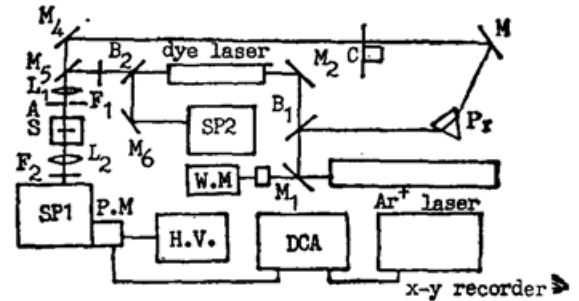 M4
M
B2 dye laser
M2 C
M5
L1
F1
B1
A
S
Pr
SP2
M6
L2
F2
W.M
M1
SP1
P.M
Ar+ laser
H.V.
DCA
x-y recorder